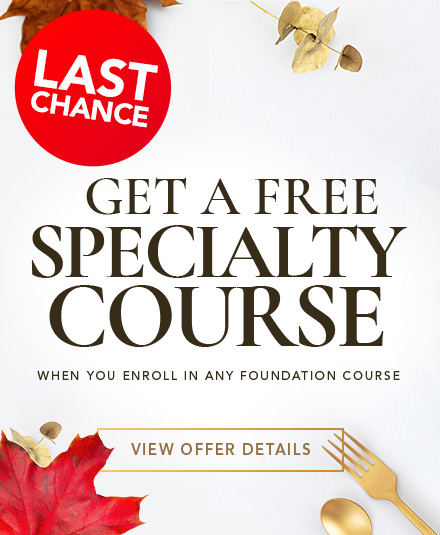 LAST
CHANCE
GET A FREE
SPECIALTY
COURSE
WHEN YOU ENROLL IN ANY FOUNDATION COURSE
VIEW OFFER DETAILS